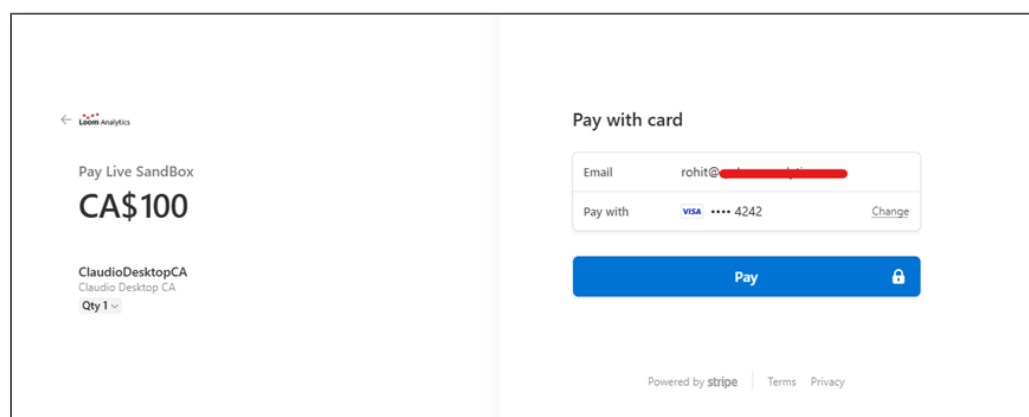 Loom Analytics
Pay Live SandBox
CA$100
ClaudioDesktopCA
Claudio Desktop CA
Qty 1
Pay with card
Email rohit@
Pay with VISA •••• 4242 Change
Pay
Powered by stripe Terms Privacy